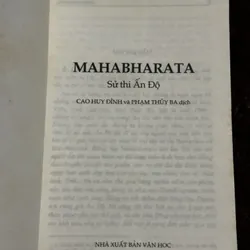 MAHABHARATA
Sử thi Ấn Độ
CAO HUY ĐỈNH và PHẠM THỦY BA dịch
NHÀ XUẤT BẢN VĂN HỌC